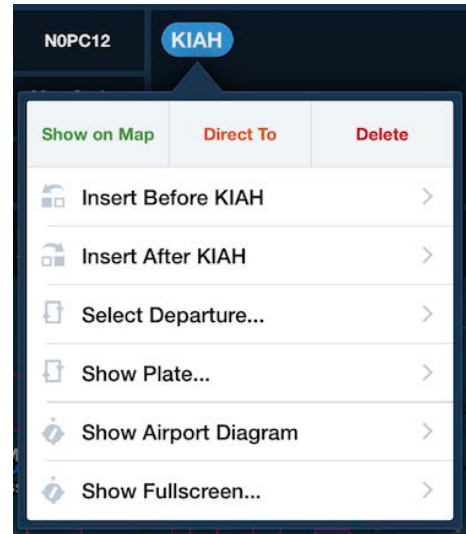 N0PC12
KIAH
Show on Map
Direct To
Delete
Insert Before KIAH
Insert After KIAH
Select Departure...
Show Plate...
Show Airport Diagram
Show Fullscreen...